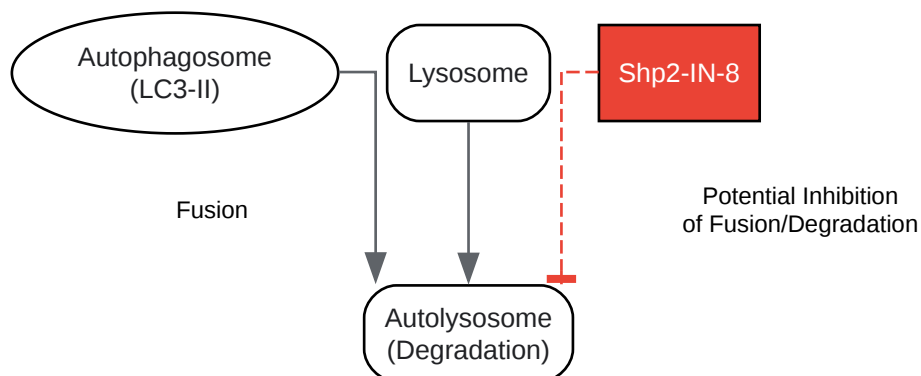 Autophagosome
(LC3-II)
Lysosome
Shp2-IN-8
Fusion
Potential Inhibition
of Fusion/Degradation
Autolysosome
(Degradation)